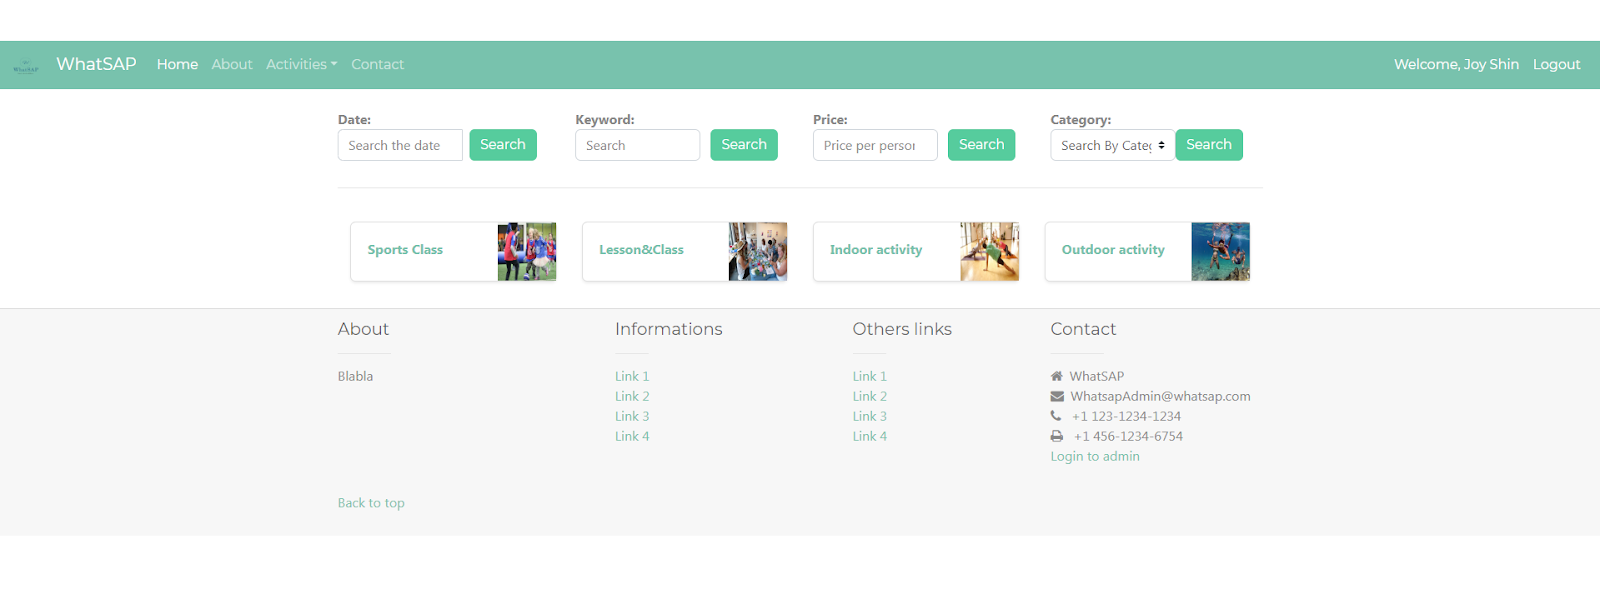 WhatSAP
WhatSAP Home About Activities Contact Welcome, Joy Shin Logout
Date: Keyword: Price: Category:
Search the date Search Search Search Price per person Search Search By Categ Search
Sports Class Lesson&Class Indoor activity Outdoor activity
About Informations Others links Contact
Blabla
Link 1
Link 2
Link 3
Link 4
Link 1
Link 2
Link 3
Link 4
WhatSAP
WhatsapAdmin@whatsap.com
+1 123-1234-1234
+1 456-1234-6754
Login to admin
Back to top